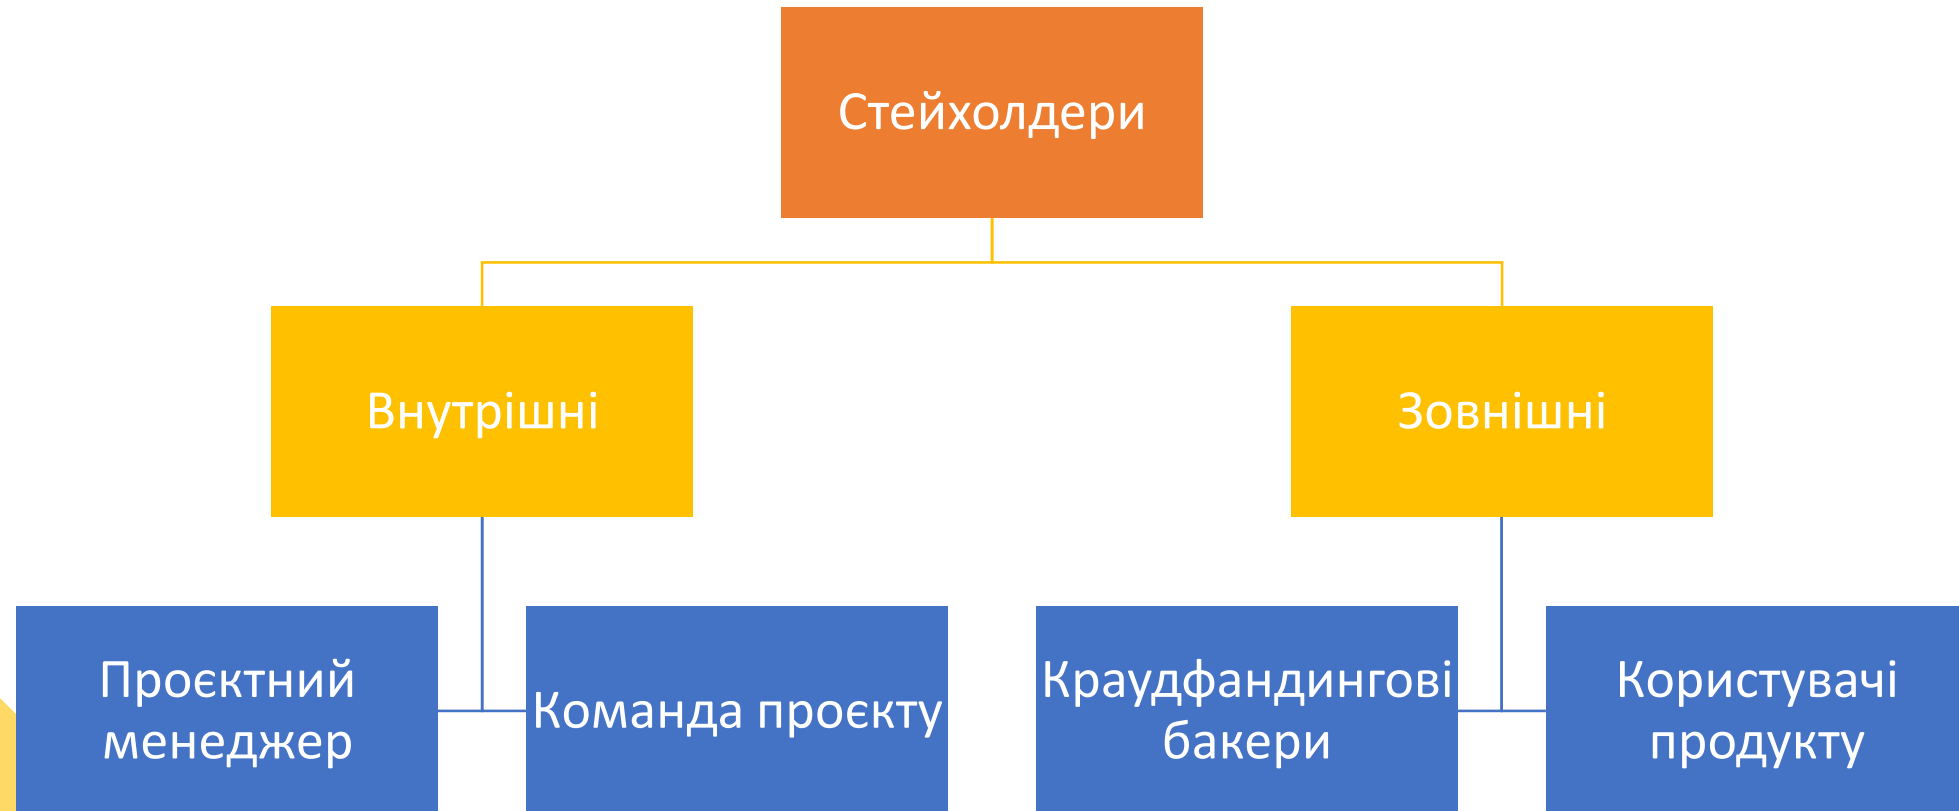 Стейхолдери
Внутрішні
Зовнішні
Проєктний
менеджер
Команда проєкту
Краудфандингові
бакери
Користувачі
продукту